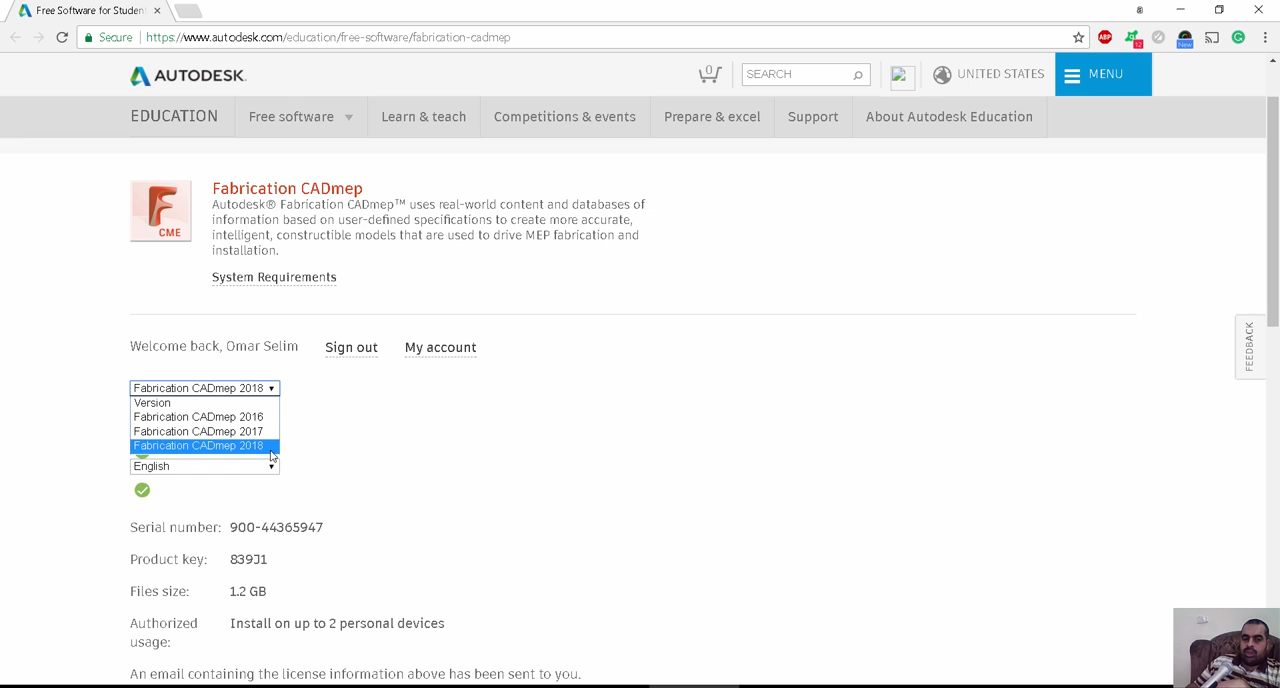 Free Software for Studen
Secure
https://www.autodesk.com/education/free-software/fabrication-cadmep
ABP
12
New
AUTODESK.
0
SEARCH
UNITED STATES
MENU
EDUCATION
Free software
Learn & teach
Competitions & events
Prepare & excel
Support
About Autodesk Education
CME
Fabrication CADmep
Autodesk® Fabrication CADmep™ uses real-world content and databases of
information based on user-defined specifications to create more accurate,
intelligent, constructible models that are used to drive MEP fabrication and
installation.
System Requirements
FEEDBACK
Welcome back, Omar Selim
Sign out
My account
Fabrication CADmep 2018
Version
Fabrication CADmep 2016
Fabrication CADmep 2017
Fabrication CADmep 2018
English
Serial number: 900-44365947
Product key: 839J1
Files size: 1.2 GB
Authorized usage: Install on up to 2 personal devices
An email containing the license information above has been sent to you.